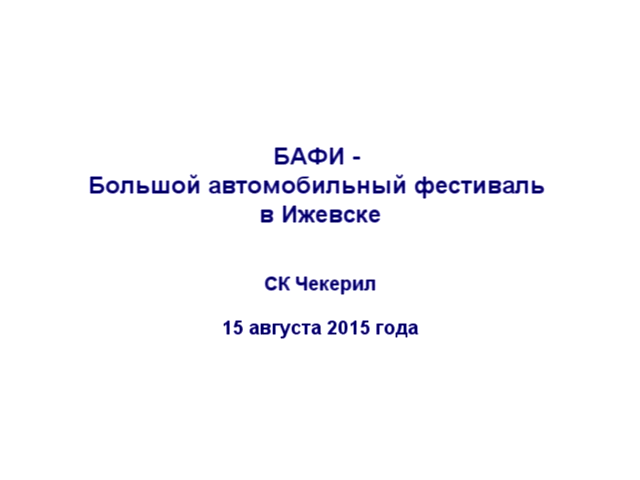 БАФИ -
Большой автомобильный фестиваль
в Ижевске
СК Чекерил
15 августа 2015 года